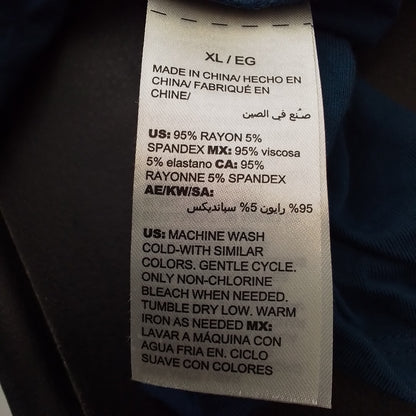 XL / EG
MADE IN CHINA/ HECHO EN
CHINA/ FABRIQUÉ EN
CHINE/
صُنع في الصين
US: 95% RAYON 5%
SPANDEX MX: 95% viscosa
5% elastano CA: 95%
RAYONNE 5% SPANDEX
AE/KW/SA:
95% رايون 5% سباندیکس
US: MACHINE WASH
COLD-WITH SIMILAR
COLORS. GENTLE CYCLE.
ONLY NON-CHLORINE
BLEACH WHEN NEEDED.
TUMBLE DRY LOW. WARM
IRON AS NEEDED MX:
LAVAR A MÁQUINA CON
AGUA FRIA EN. CICLO
SUAVE CON COLORES